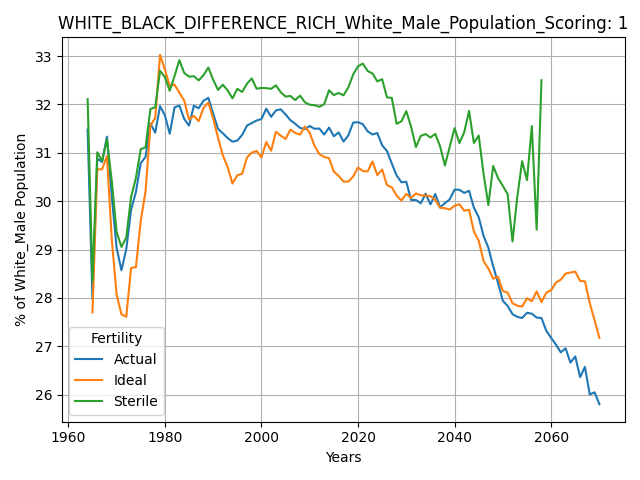 WHITE_BLACK_DIFFERENCE_RICH_White_Male_Population_Scoring: 1
% of White_Male Population
33
32
31
30
29
28
27
26
Fertility
Actual
Ideal
Sterile
1960 1980 2000 2020 2040 2060
Years